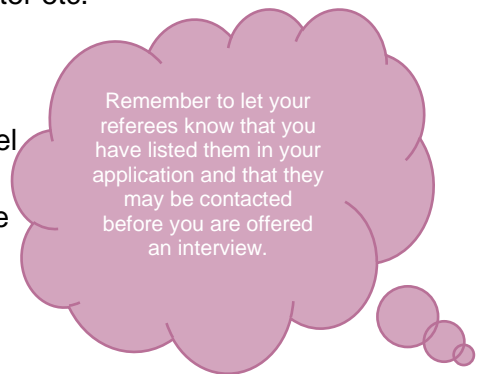 etc.
Remember to let your
referees know that you
have listed them in your
application and that they
may be contacted
before you are offered
an interview.